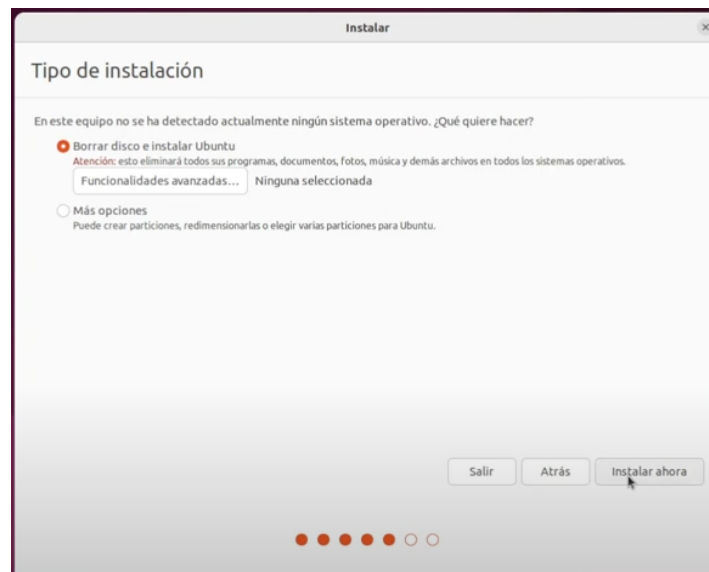 Instalar
Tipo de instalación
En este equipo no se ha detectado actualmente ningún sistema operativo. ¿Qué quiere hacer?
Borrar disco e instalar Ubuntu
Atención: esto eliminará todos sus programas, documentos, fotos, música y demás archivos en todos los sistemas operativos.
Funcionalidades avanzadas... Ninguna seleccionada
Más opciones
Puede crear particiones, redimensionarlas o elegir varias particiones para Ubuntu.
Salir Atrás Instalar ahora